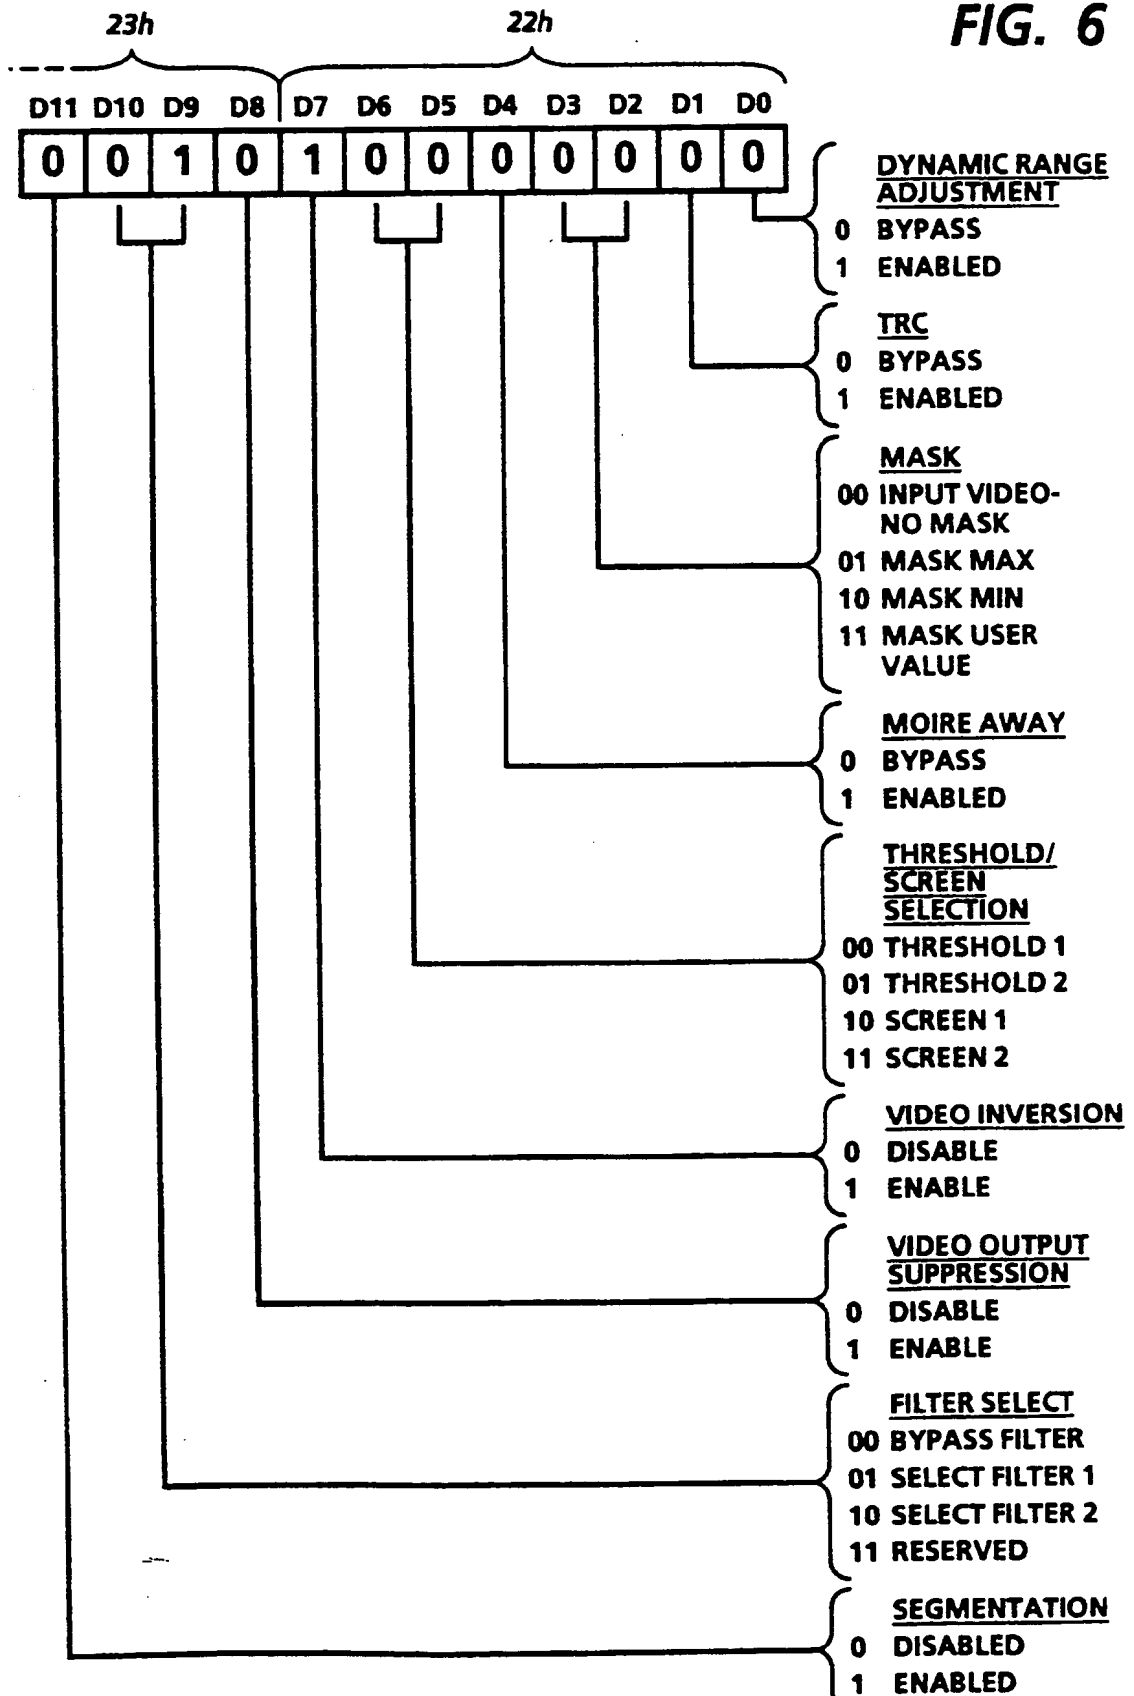 FIG. 6
23h 22h
D11 D10 D9 D8 D7 D6 D5 D4 D3 D2 D1 D0
0 0 1 0 1 0 0 0 0 0 0 0
DYNAMIC RANGE
ADJUSTMENT
0 BYPASS
1 ENABLED
TRC
0 BYPASS
1 ENABLED
MASK
00 INPUT VIDEO-
NO MASK
01 MASK MAX
10 MASK MIN
11 MASK USER
VALUE
MOIRE AWAY
0 BYPASS
1 ENABLED
THRESHOLD/
SCREEN
SELECTION
00 THRESHOLD 1
01 THRESHOLD 2
10 SCREEN 1
11 SCREEN 2
VIDEO INVERSION
0 DISABLE
1 ENABLE
VIDEO OUTPUT
SUPPRESSION
0 DISABLE
1 ENABLE
FILTER SELECT
00 BYPASS FILTER
01 SELECT FILTER 1
10 SELECT FILTER 2
11 RESERVED
SEGMENTATION
0 DISABLED
1 ENABLED